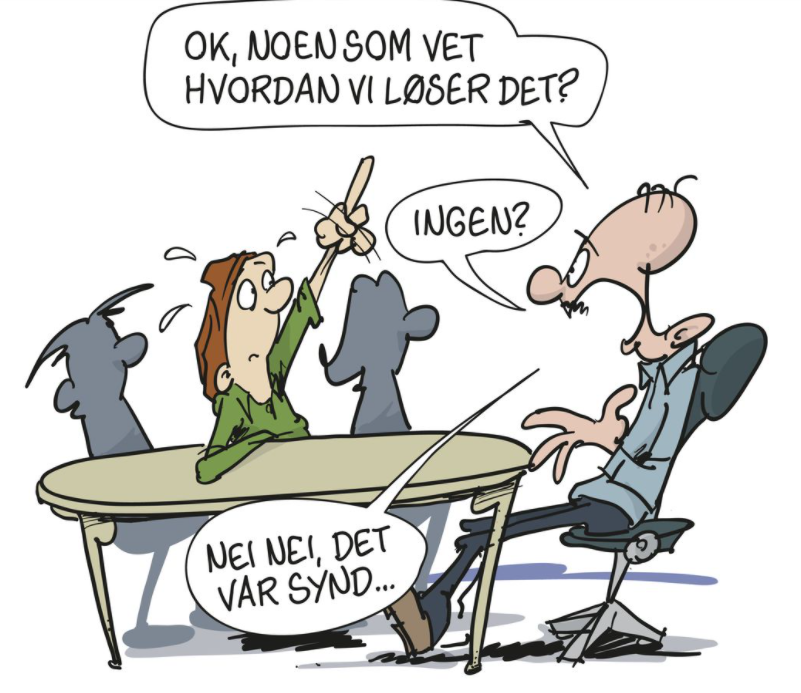 OK, NOEN SOM VET
HVORDAN VI LØSER DET?
INGEN?
NEI NEI, DET
VAR SYND...